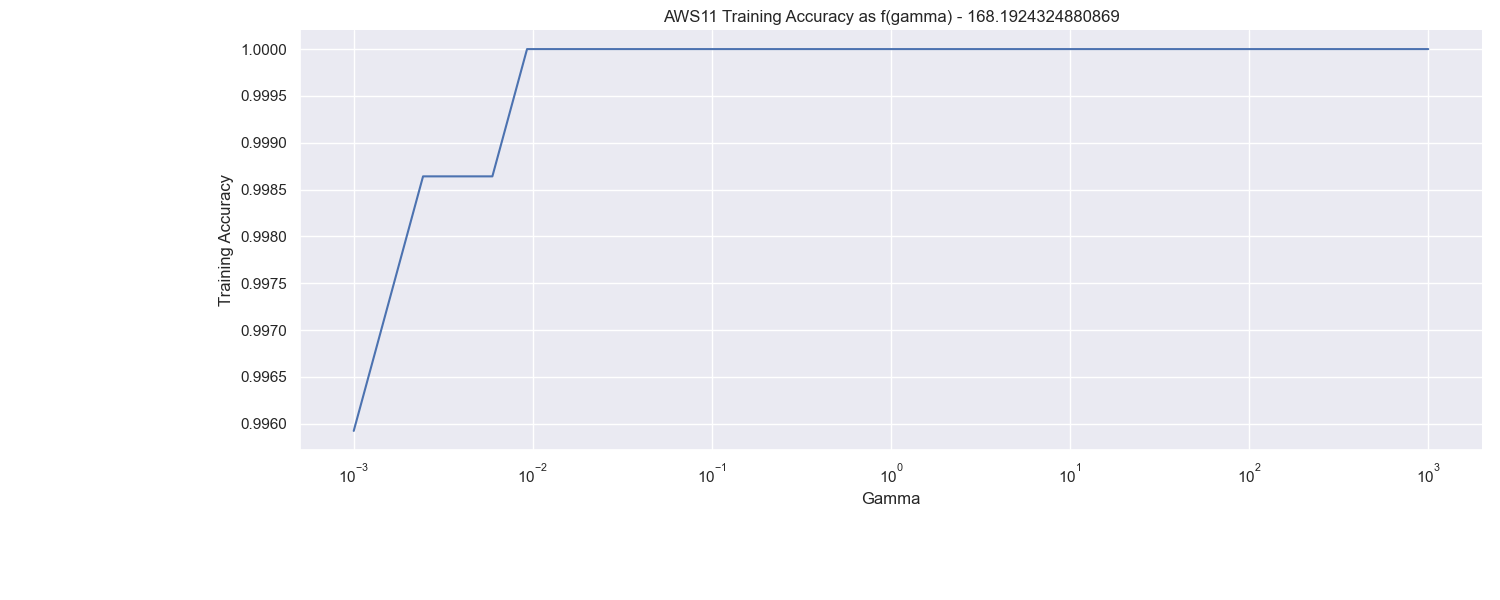 AWS11 Training Accuracy as f(gamma) - 168.1924324880869
1.0000
0.9995
0.9990
0.9985
0.9980
0.9975
0.9970
0.9965
0.9960
Training Accuracy
10⁻³ 10⁻² 10⁻¹ 10⁰ 10¹ 10² 10³
Gamma